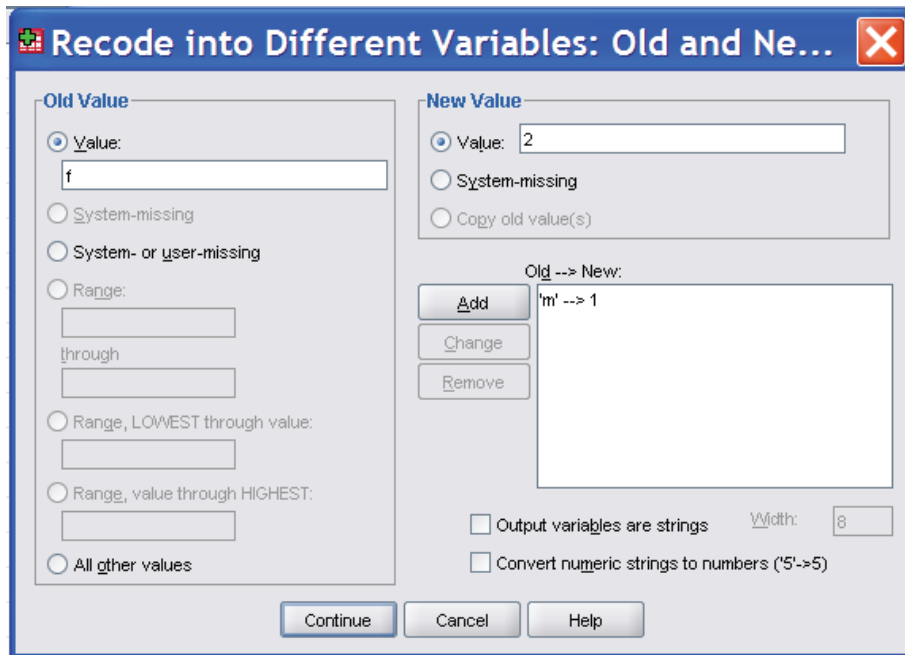 Recode into Different Variables: Old and Ne...
Old Value
Value:
f
System-missing
System- or user-missing
Range:
through
Range, LOWEST through value:
Range, value through HIGHEST:
All other values
New Value
Value: 2
System-missing
Copy old value(s)
Old --> New:
Add
Change
Remove
'm' --> 1
Output variables are strings Width: 8
Convert numeric strings to numbers ('5'->5)
Continue Cancel Help